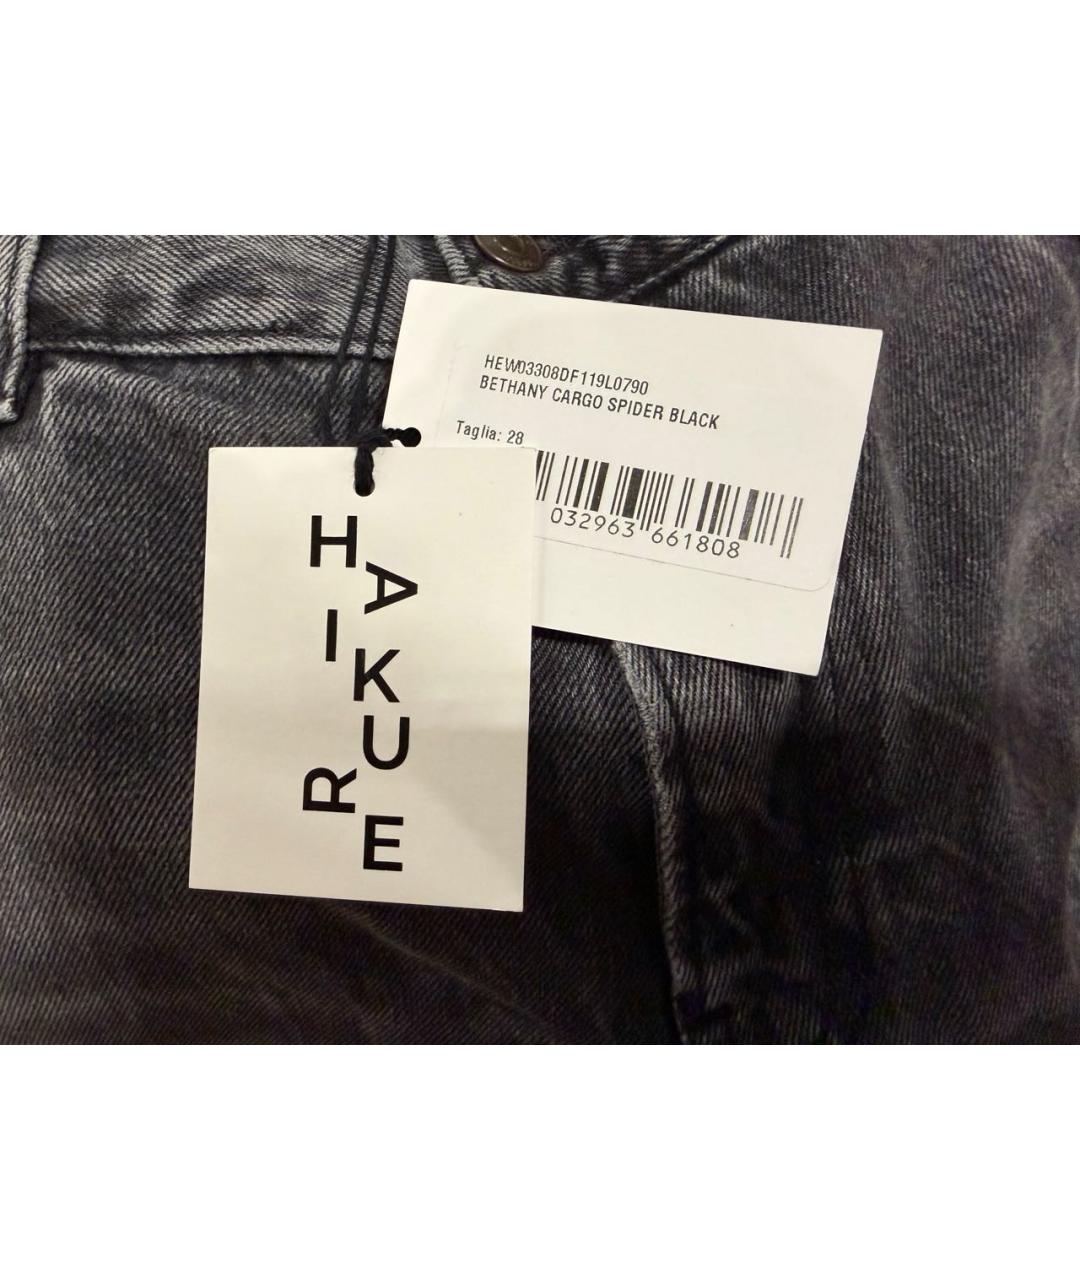 HEW03308DF119L0790
BETHANY CARGO SPIDER BLACK
Taglia: 28
032963 661808
HAIKURE